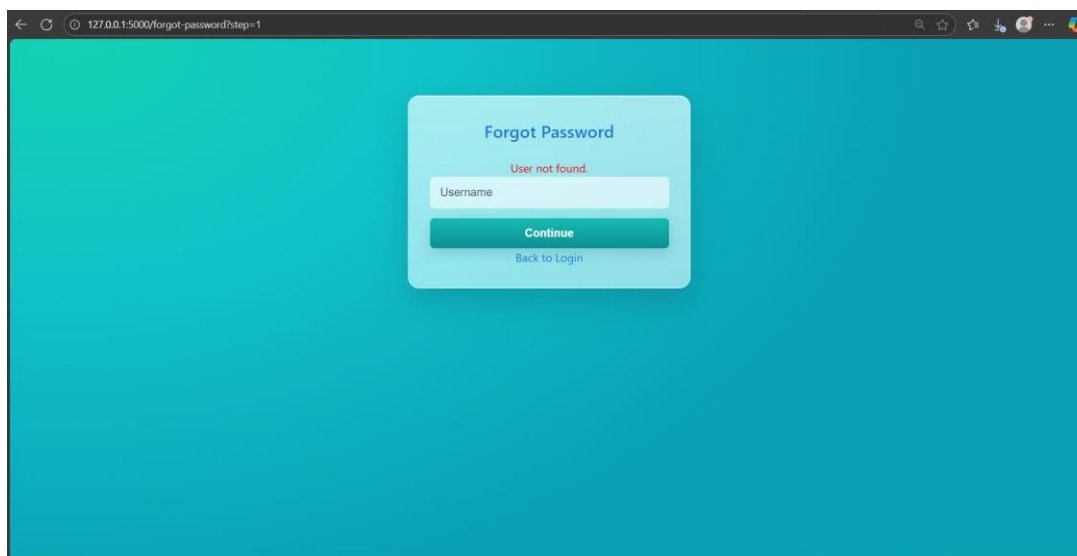 127.0.0.1:5000/forgot-password?step=1
Forgot Password
User not found.
Username
Continue
Back to Login